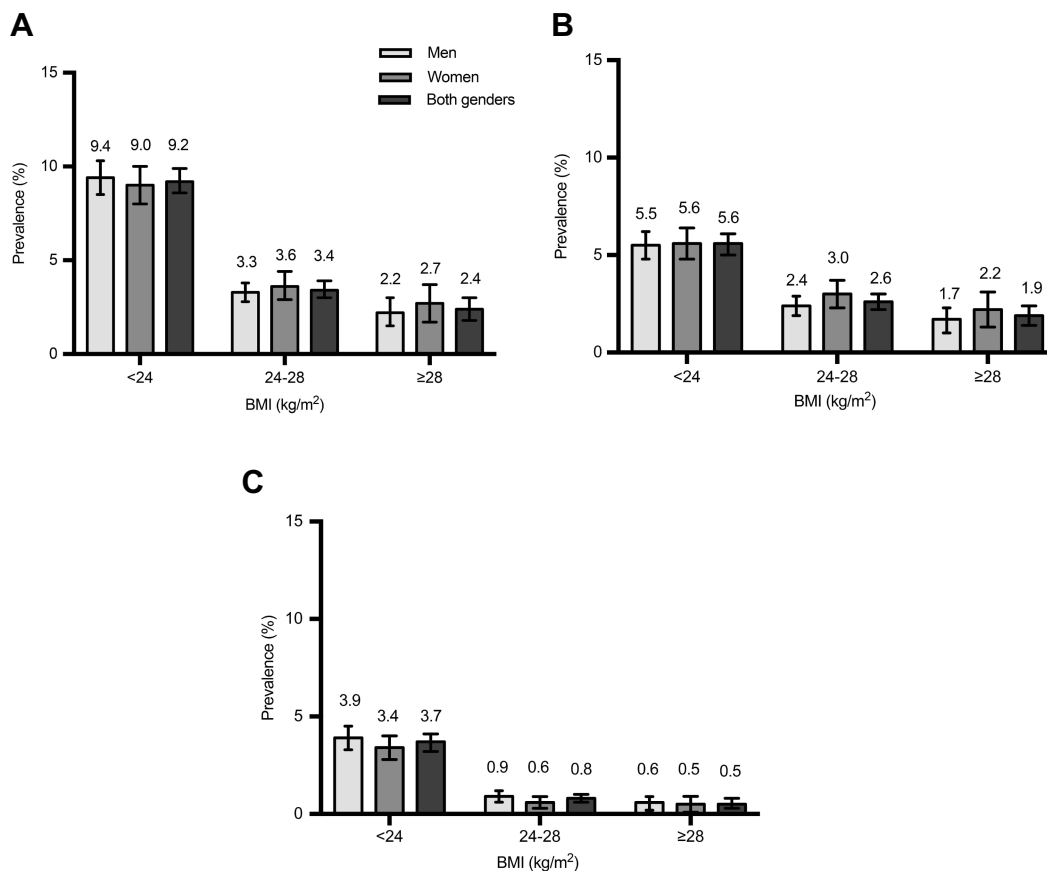 A
Men
Women
Both genders
15
10
5
0
Prevalence (%)
9.4 9.0 9.2
3.3 3.6 3.4
2.2 2.7 2.4
<24 24-28 ≥28
BMI (kg/m²)
B
15
10
5
0
Prevalence (%)
5.5 5.6 5.6
2.4 3.0 2.6
1.7 2.2 1.9
<24 24-28 ≥28
BMI (kg/m²)
C
15
10
5
0
Prevalence (%)
3.9 3.4 3.7
0.9 0.6 0.8
0.6 0.5 0.5
<24 24-28 ≥28
BMI (kg/m²)